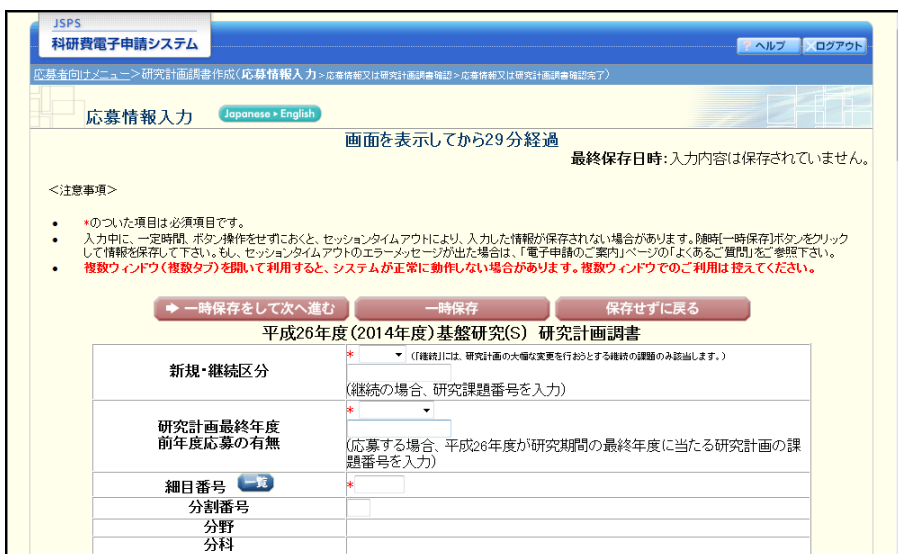 JSPS
科研費電子申請システム
? ヘルプ
ログアウト
応募者向けメニュー>研究計画調書作成(応募情報入力>応募情報又は研究計画調書確認>応募情報又は研究計画調書確認完了)
応募情報入力
Japanese ▸ English
画面を表示してから29分経過
最終保存日時:入力内容は保存されていません。
<注意事項>
• *のついた項目は必須項目です。
• 入力中に、一定時間、ボタン操作をせずにおくと、セッションタイムアウトにより、入力した情報が保存されない場合があります。随時[一時保存]ボタンをクリック
して情報を保存して下さい。もし、セッションタイムアウトのエラーメッセージが出た場合は、「電子申請のご案内」ページの「よくあるご質問」をご参照下さい。
• 複数ウィンドウ(複数タブ)を開いて利用すると、システムが正常に動作しない場合があります。複数ウィンドウでのご利用は控えてください。
一時保存をして次へ進む
一時保存
保存せずに戻る
平成26年度(2014年度)基盤研究(S) 研究計画調書
新規・継続区分
* (「継続」には、研究計画の大幅な変更を行おうとする継続の課題のみ該当します。)
(継続の場合、研究課題番号を入力)
研究計画最終年度
前年度応募の有無
*
(応募する場合、平成26年度が研究期間の最終年度に当たる研究計画の課
題番号を入力)
細目番号 一覧
*
分割番号
分野
分科